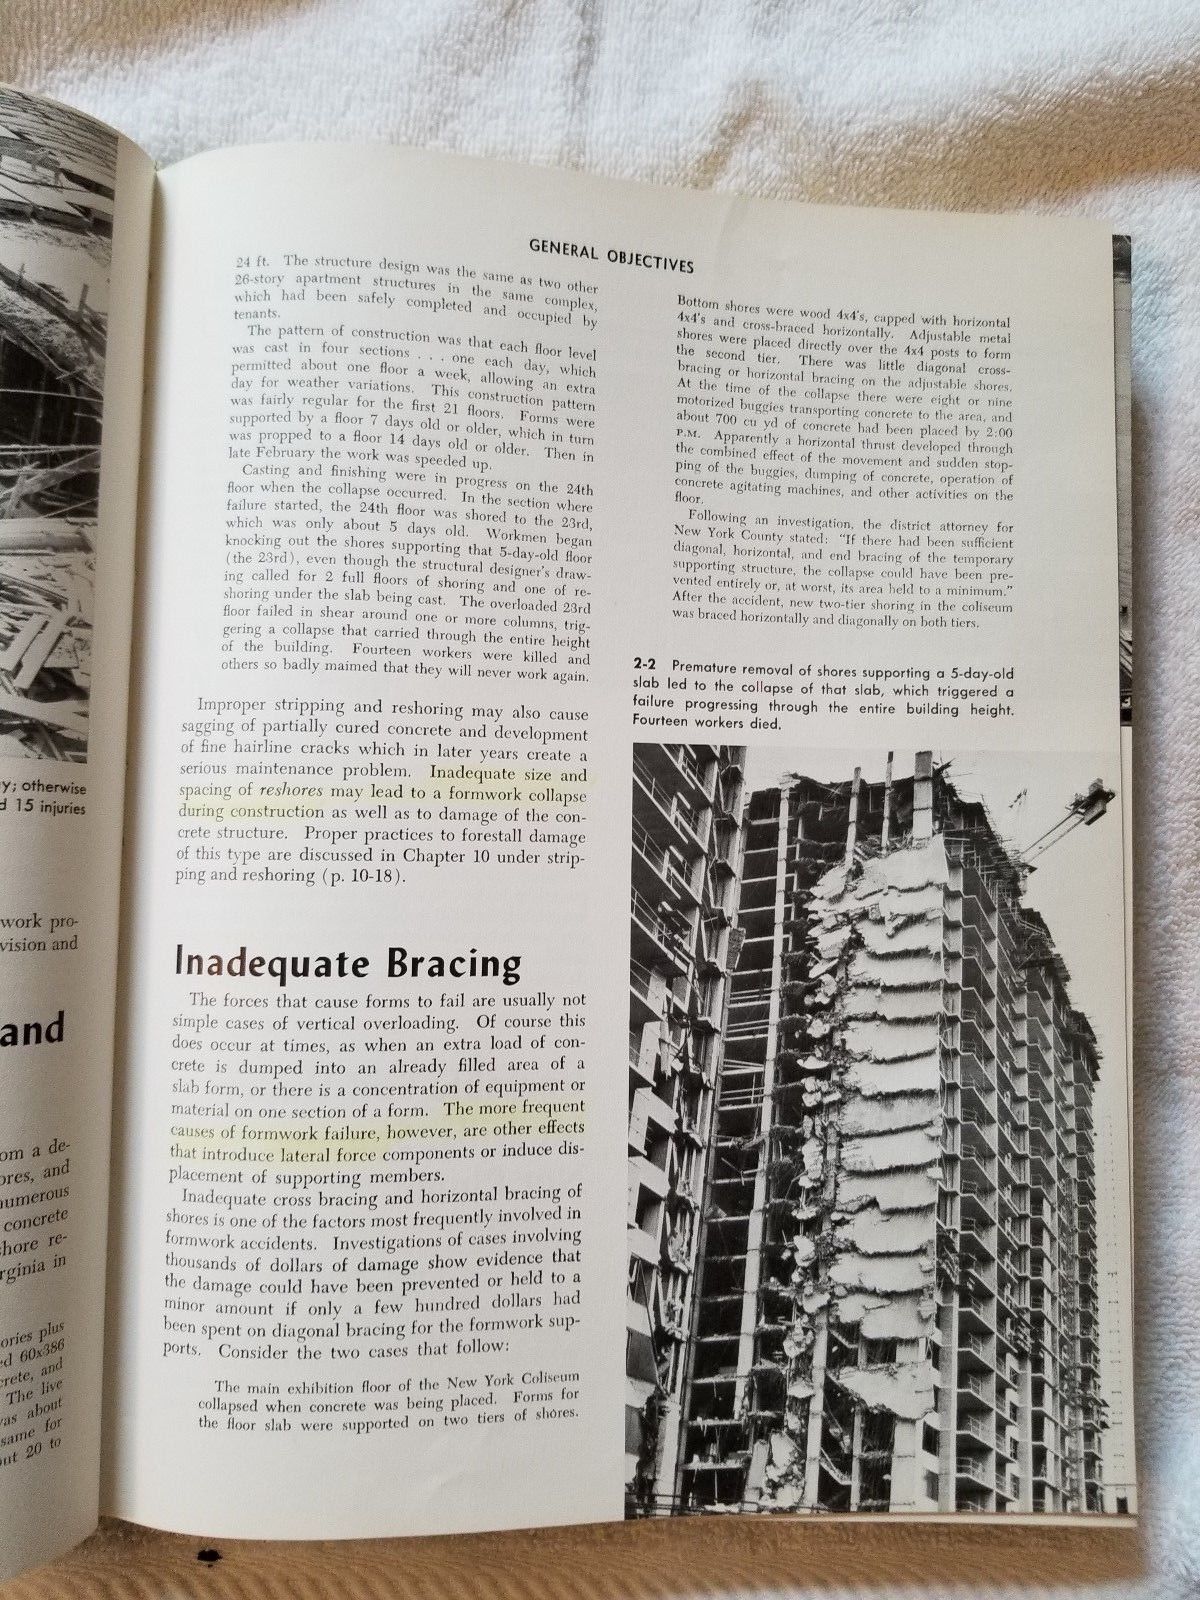 y; otherwise
d 15 injuries
work pro-
vision and
and
om a de-
ores, and
numerous
concrete
shore re-
rginia in
ories plus
ed 60x386
crete, and
The live
was about
same for
out 20 to
GENERAL OBJECTIVES
24 ft. The structure design was the same as two other
26-story apartment structures in the same complex,
which had been safely completed and occupied by
tenants.
The pattern of construction was that each floor level
was cast in four sections . . . one each day, which
permitted about one floor a week, allowing an extra
day for weather variations. This construction pattern
was fairly regular for the first 21 floors. Forms were
supported by a floor 7 days old or older, which in turn
was propped to a floor 14 days old or older. Then in
late February the work was speeded up.
Casting and finishing were in progress on the 24th
floor when the collapse occurred. In the section where
failure started, the 24th floor was shored to the 23rd,
which was only about 5 days old. Workmen began
knocking out the shores supporting that 5-day-old floor
(the 23rd), even though the structural designer's draw-
ing called for 2 full floors of shoring and one of re-
shoring under the slab being cast. The overloaded 23rd
floor failed in shear around one or more columns, trig-
gering a collapse that carried through the entire height
of the building. Fourteen workers were killed and
others so badly maimed that they will never work again.
Improper stripping and reshoring may also cause
sagging of partially cured concrete and development
of fine hairline cracks which in later years create a
serious maintenance problem. Inadequate size and
spacing of reshores may lead to a formwork collapse
during construction as well as to damage of the con-
crete structure. Proper practices to forestall damage
of this type are discussed in Chapter 10 under strip-
ping and reshoring (p. 10-18).
Inadequate Bracing
The forces that cause forms to fail are usually not
simple cases of vertical overloading. Of course this
does occur at times, as when an extra load of con-
crete is dumped into an already filled area of a
slab form, or there is a concentration of equipment or
material on one section of a form. The more frequent
causes of formwork failure, however, are other effects
that introduce lateral force components or induce dis-
placement of supporting members.
Inadequate cross bracing and horizontal bracing of
shores is one of the factors most frequently involved in
formwork accidents. Investigations of cases involving
thousands of dollars of damage show evidence that
the damage could have been prevented or held to a
minor amount if only a few hundred dollars had
been spent on diagonal bracing for the formwork sup-
ports. Consider the two cases that follow:
The main exhibition floor of the New York Coliseum
collapsed when concrete was being placed. Forms for
the floor slab were supported on two tiers of shores.
Bottom shores were wood 4x4's, capped with horizontal
4x4's and cross-braced horizontally. Adjustable metal
shores were placed directly over the 4x4 posts to form
the second tier. There was little diagonal cross-
bracing or horizontal bracing on the adjustable shores.
At the time of the collapse there were eight or nine
motorized buggies transporting concrete to the area, and
about 700 cu yd of concrete had been placed by 2:00
P.M. Apparently a horizontal thrust developed through
the combined effect of the movement and sudden stop-
ping of the buggies, dumping of concrete, operation of
concrete agitating machines, and other activities on the
floor.
Following an investigation, the district attorney for
New York County stated: "If there had been sufficient
diagonal, horizontal, and end bracing of the temporary
supporting structure, the collapse could have been pre-
vented entirely or, at worst, its area held to a minimum."
After the accident, new two-tier shoring in the coliseum
was braced horizontally and diagonally on both tiers.
2-2 Premature removal of shores supporting a 5-day-old
slab led to the collapse of that slab, which triggered a
failure progressing through the entire building height.
Fourteen workers died.